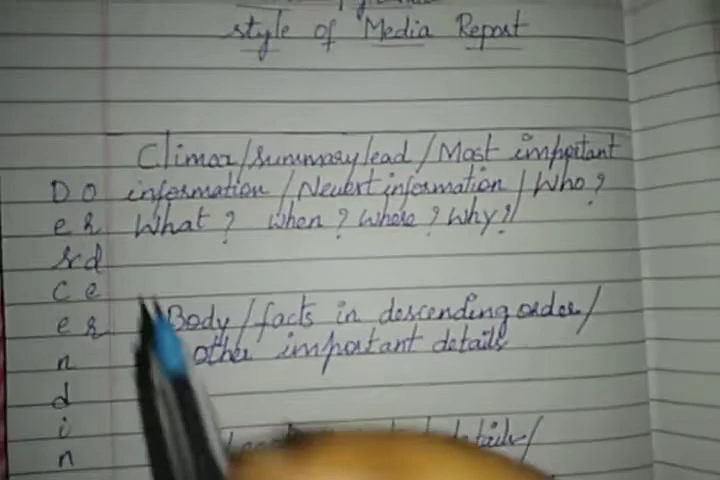 style of Media Report
Climax/summary lead/Most important
D o information/Newest information/Who?
e r What? When? Where? Why?/
s d
c e
e r Body/facts in descending order/
n other important details
d
i details/
n